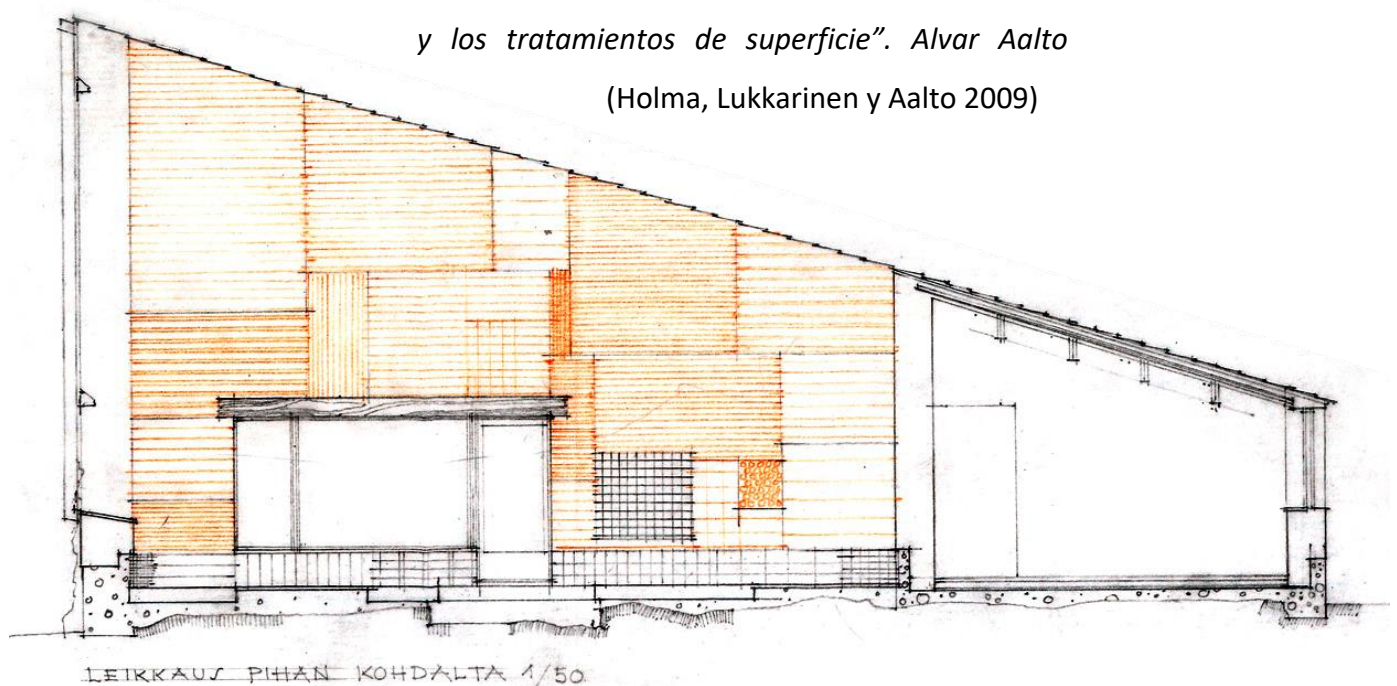 y los tratamientos de superficie”. Alvar Aalto
(Holma, Lukkarinen y Aalto 2009)
LEIKKAUS PIHAN KOHDALTA 1/50